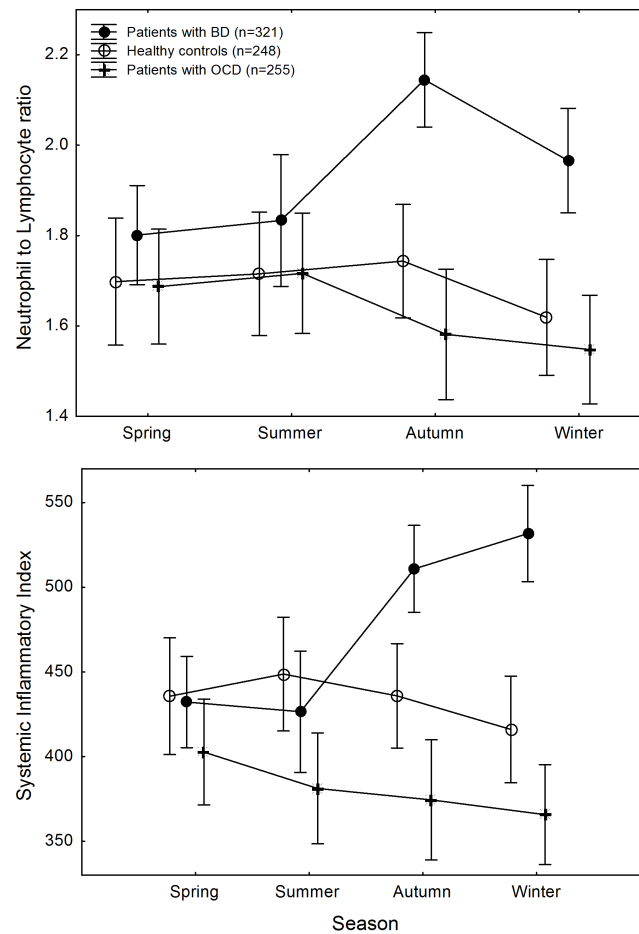 Patients with BD (n=321)
Healthy controls (n=248)
Patients with OCD (n=255)
Neutrophil to Lymphocyte ratio
2.2
2.0
1.8
1.6
1.4
Spring Summer Autumn Winter
Systemic Inflammatory Index
550
500
450
400
350
Spring Summer Autumn Winter
Season